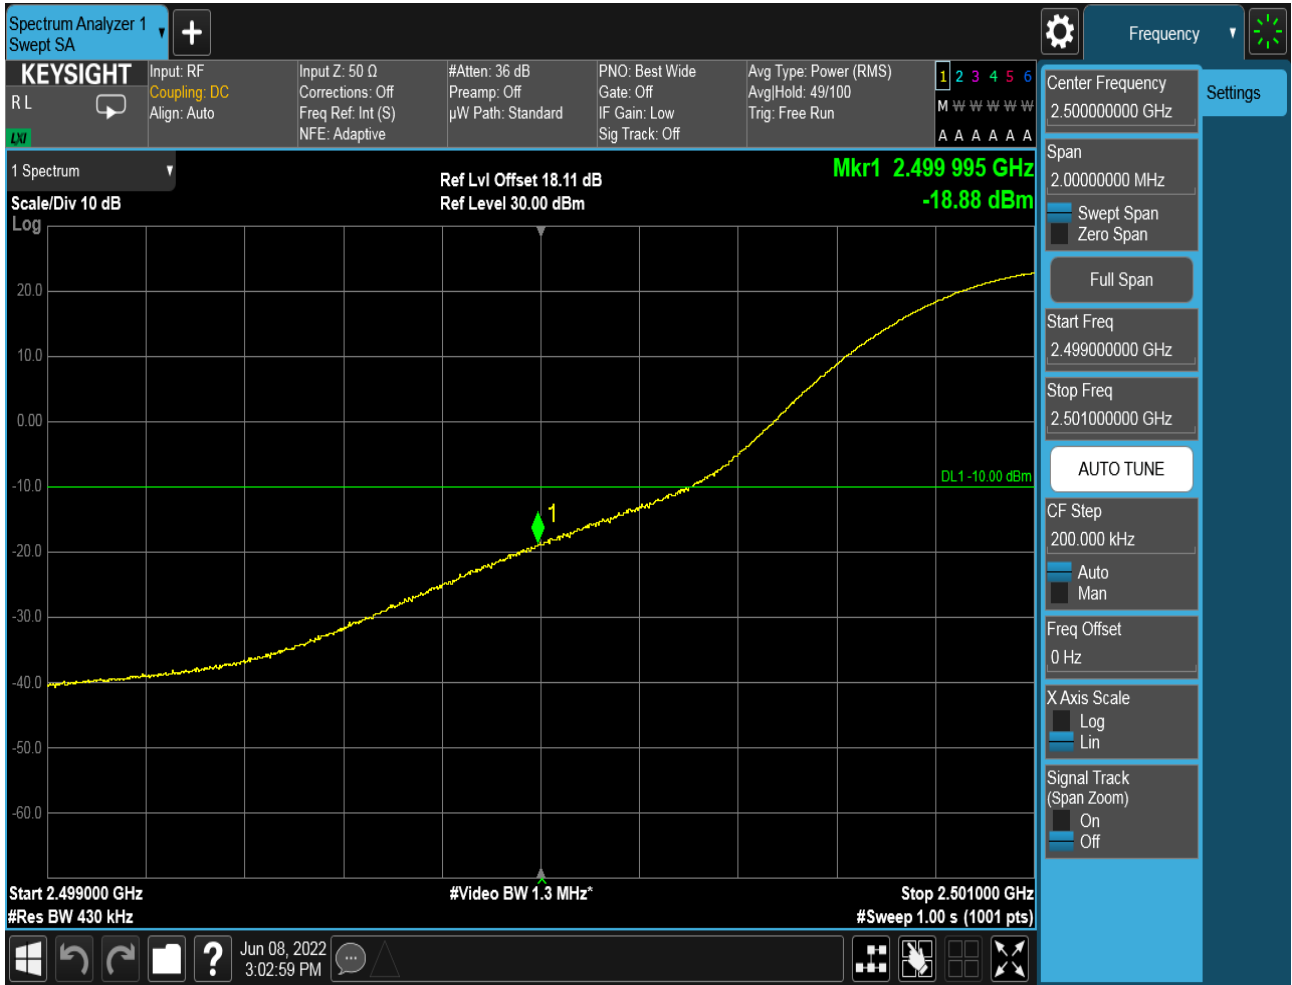 Spectrum Analyzer 1
Swept SA
Frequency
KEYSIGHT
R L
LXI
Input: RF
Coupling: DC
Align: Auto
Input Z: 50 Ω
Corrections: Off
Freq Ref: Int (S)
NFE: Adaptive
#Atten: 36 dB
Preamp: Off
µW Path: Standard
PNO: Best Wide
Gate: Off
IF Gain: Low
Sig Track: Off
Avg Type: Power (RMS)
Avg|Hold: 49/100
Trig: Free Run
1 2 3 4 5 6
M W W W W W
A A A A A A
1 Spectrum
Scale/Div 10 dB
Log
Ref Lvl Offset 18.11 dB
Ref Level 30.00 dBm
Mkr1 2.499 995 GHz
-18.88 dBm
20.0
10.0
0.00
-10.0
-20.0
-30.0
-40.0
-50.0
-60.0
DL1 -10.00 dBm
1
Start 2.499000 GHz
#Res BW 430 kHz
#Video BW 1.3 MHz*
Stop 2.501000 GHz
#Sweep 1.00 s (1001 pts)
Center Frequency
2.500000000 GHz
Span
2.00000000 MHz
Swept Span
Zero Span
Full Span
Start Freq
2.499000000 GHz
Stop Freq
2.501000000 GHz
AUTO TUNE
CF Step
200.000 kHz
Auto
Man
Freq Offset
0 Hz
X Axis Scale
Log
Lin
Signal Track
(Span Zoom)
On
Off
Settings
?
Jun 08, 2022
3:02:59 PM